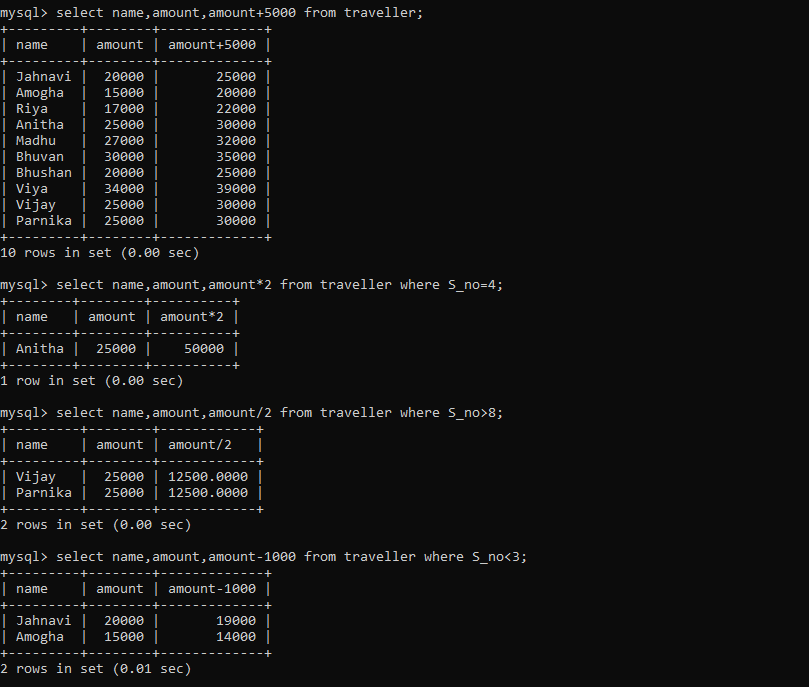 mysql> select name,amount,amount+5000 from traveller;
+---------+--------+-------------+
| name    | amount | amount+5000 |
+---------+--------+-------------+
| Jahnavi |  20000 |       25000 |
| Amogha  |  15000 |       20000 |
| Riya    |  17000 |       22000 |
| Anitha  |  25000 |       30000 |
| Madhu   |  27000 |       32000 |
| Bhuvan  |  30000 |       35000 |
| Bhushan |  20000 |       25000 |
| Viya    |  34000 |       39000 |
| Vijay   |  25000 |       30000 |
| Parnika |  25000 |       30000 |
+---------+--------+-------------+
10 rows in set (0.00 sec)

mysql> select name,amount,amount*2 from traveller where S_no=4;
+--------+--------+----------+
| name   | amount | amount*2 |
+--------+--------+----------+
| Anitha |  25000 |    50000 |
+--------+--------+----------+
1 row in set (0.00 sec)

mysql> select name,amount,amount/2 from traveller where S_no>8;
+---------+--------+------------+
| name    | amount | amount/2   |
+---------+--------+------------+
| Vijay   |  25000 | 12500.0000 |
| Parnika |  25000 | 12500.0000 |
+---------+--------+------------+
2 rows in set (0.00 sec)

mysql> select name,amount,amount-1000 from traveller where S_no<3;
+---------+--------+-------------+
| name    | amount | amount-1000 |
+---------+--------+-------------+
| Jahnavi |  20000 |       19000 |
| Amogha  |  15000 |       14000 |
+---------+--------+-------------+
2 rows in set (0.01 sec)